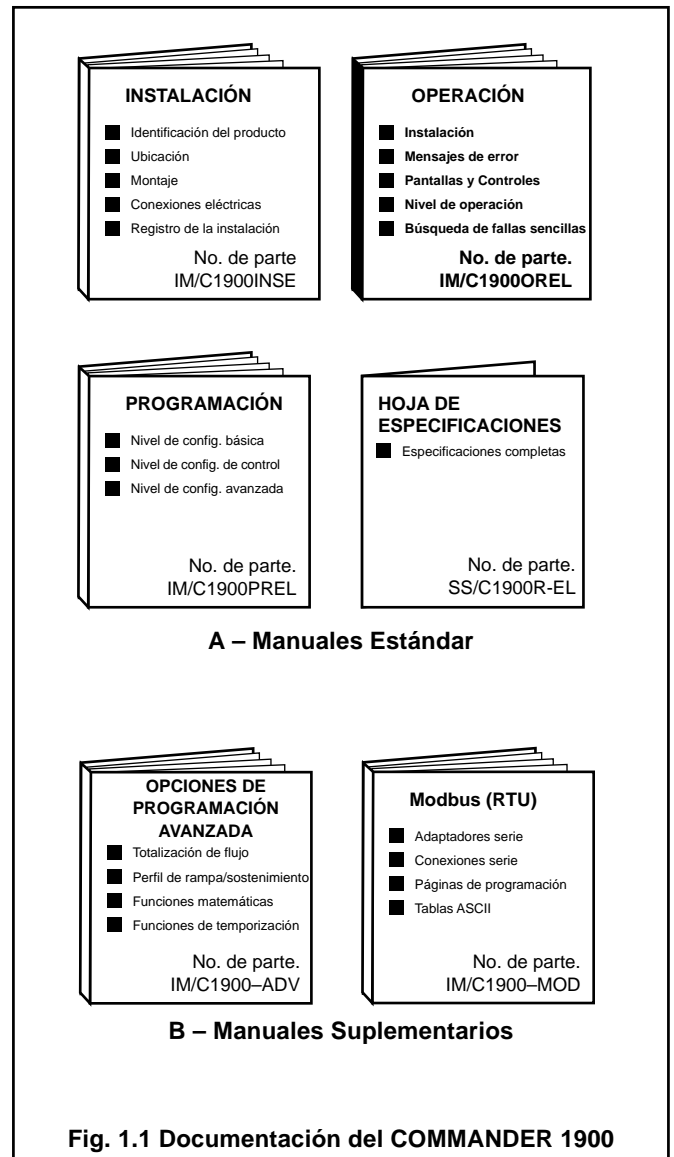 INSTALACIÓN
Identificación del producto
Ubicación
Montaje
Conexiones eléctricas
Registro de la instalación
No. de parte
IM/C1900INSE
OPERACIÓN
Instalación
Mensajes de error
Pantallas y Controles
Nivel de operación
Búsqueda de fallas sencillas
No. de parte.
IM/C1900OREL
PROGRAMACIÓN
Nivel de config. básica
Nivel de config. de control
Nivel de config. avanzada
No. de parte.
IM/C1900PREL
HOJA DE
ESPECIFICACIONES
Especificaciones completas
No. de parte.
SS/C1900R-EL
A – Manuales Estándar
OPCIONES DE
PROGRAMACIÓN
AVANZADA
Totalización de flujo
Perfil de rampa/sostenimiento
Funciones matemáticas
Funciones de temporización
No. de parte.
IM/C1900–ADV
Modbus (RTU)
Adaptadores serie
Conexiones serie
Páginas de programación
Tablas ASCII
No. de parte.
IM/C1900–MOD
B – Manuales Suplementarios
Fig. 1.1 Documentación del COMMANDER 1900